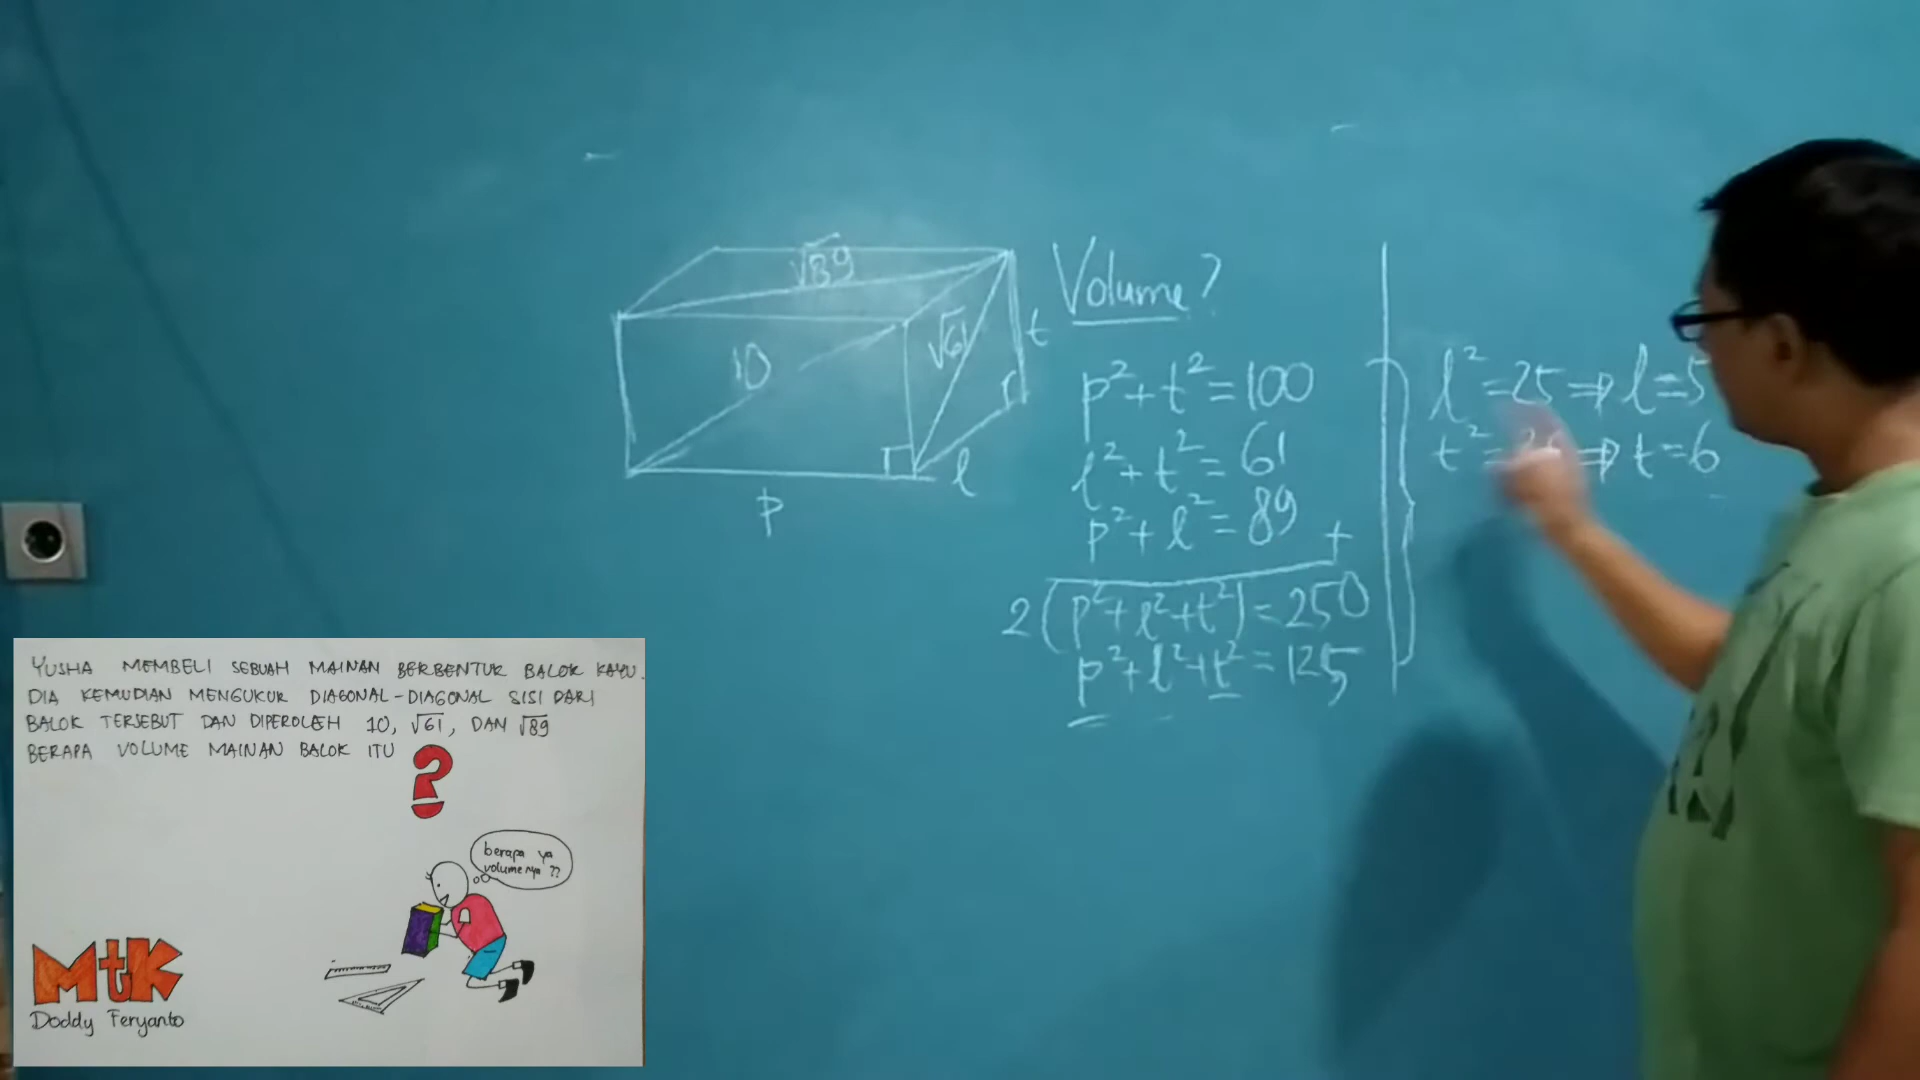 √89
10
√61
t
l
p
Volume?
p²+t²=100
l²+t²=61
p²+l²=89 +
2(p²+l²+t²)=250
p²+l²+t²=125
l²=25⇒l=5
t²=36⇒t=6
YUSHA MEMBELI SEBUAH MAINAN BERBENTUK BALOK KAYU.
DIA KEMUDIAN MENGUKUR DIAGONAL-DIAGONAL SISI DARI
BALOK TERSEBUT DAN DIPEROLEH 10, √61, DAN √89
BERAPA VOLUME MAINAN BALOK ITU
?
berapa ya
volumenya ??
MtK
Doddy Feryanto